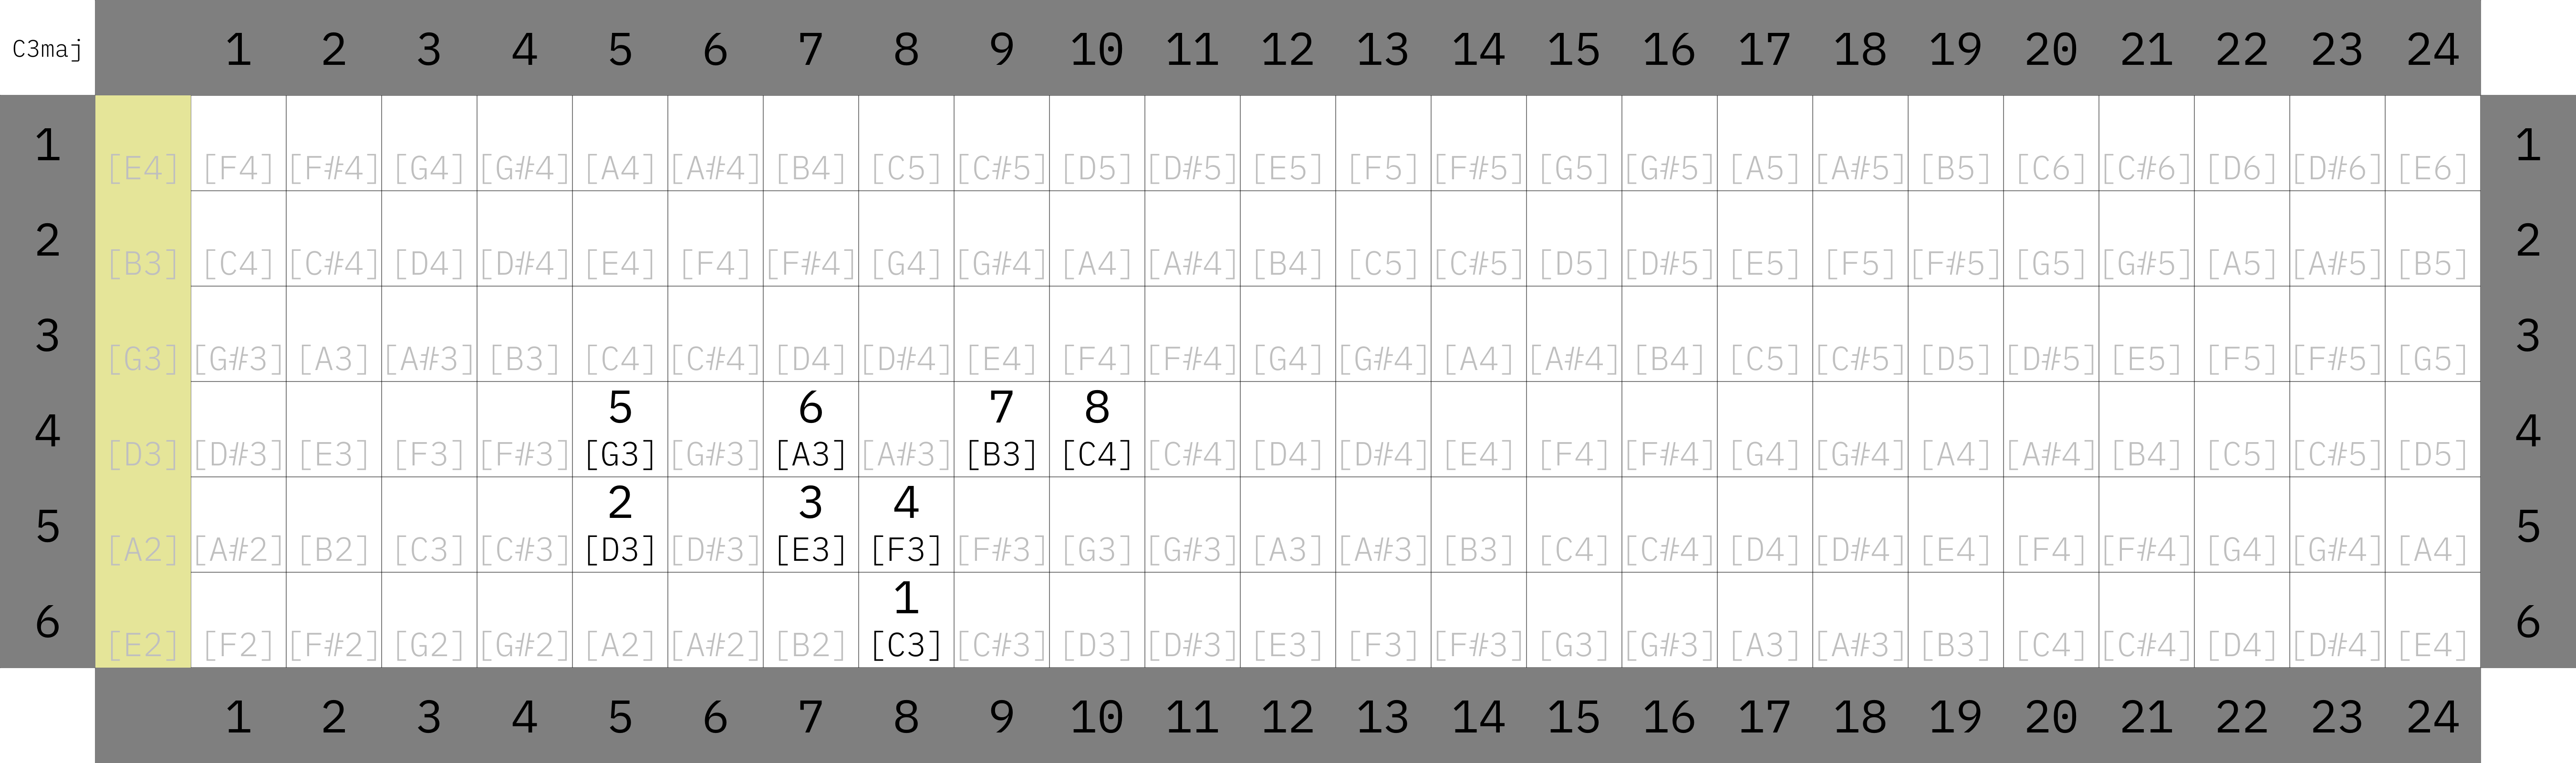 C3maj 1 2 3 4 5 6 7 8 9 10 11 12 13 14 15 16 17 18 19 20 21 22 23 24
1 [E4] [F4] [F#4] [G4] [G#4] [A4] [A#4] [B4] [C5] [C#5] [D5] [D#5] [E5] [F5] [F#5] [G5] [G#5] [A5] [A#5] [B5] [C6] [C#6] [D6] [D#6] [E6] 1
2 [B3] [C4] [C#4] [D4] [D#4] [E4] [F4] [F#4] [G4] [G#4] [A4] [A#4] [B4] [C5] [C#5] [D5] [D#5] [E5] [F5] [F#5] [G5] [G#5] [A5] [A#5] [B5] 2
3 [G3] [G#3] [A3] [A#3] [B3] [C4] [C#4] [D4] [D#4] [E4] [F4] [F#4] [G4] [G#4] [A4] [A#4] [B4] [C5] [C#5] [D5] [D#5] [E5] [F5] [F#5] [G5] 3
5 6 7 8
4 [D3] [D#3] [E3] [F3] [F#3] [G3] [G#3] [A3] [A#3] [B3] [C4] [C#4] [D4] [D#4] [E4] [F4] [F#4] [G4] [G#4] [A4] [A#4] [B4] [C5] [C#5] [D5] 4
2 3 4
5 [A2] [A#2] [B2] [C3] [C#3] [D3] [D#3] [E3] [F3] [F#3] [G3] [G#3] [A3] [A#3] [B3] [C4] [C#4] [D4] [D#4] [E4] [F4] [F#4] [G4] [G#4] [A4] 5
1
6 [E2] [F2] [F#2] [G2] [G#2] [A2] [A#2] [B2] [C3] [C#3] [D3] [D#3] [E3] [F3] [F#3] [G3] [G#3] [A3] [A#3] [B3] [C4] [C#4] [D4] [D#4] [E4] 6
1 2 3 4 5 6 7 8 9 10 11 12 13 14 15 16 17 18 19 20 21 22 23 24